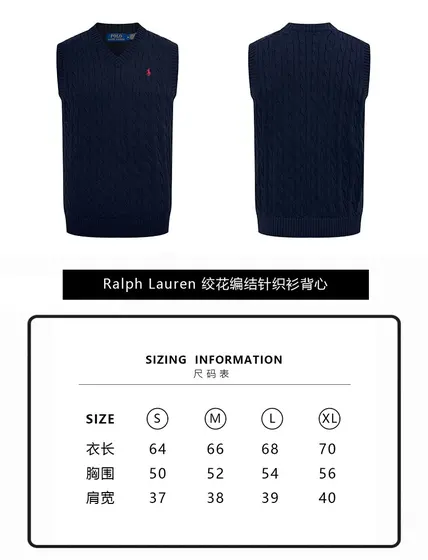 POLO
Ralph Lauren 绞花编结针织衫背心
SIZING INFORMATION
尺码表
SIZE S M L XL
衣长 64 66 68 70
胸围 50 52 54 56
肩宽 37 38 39 40